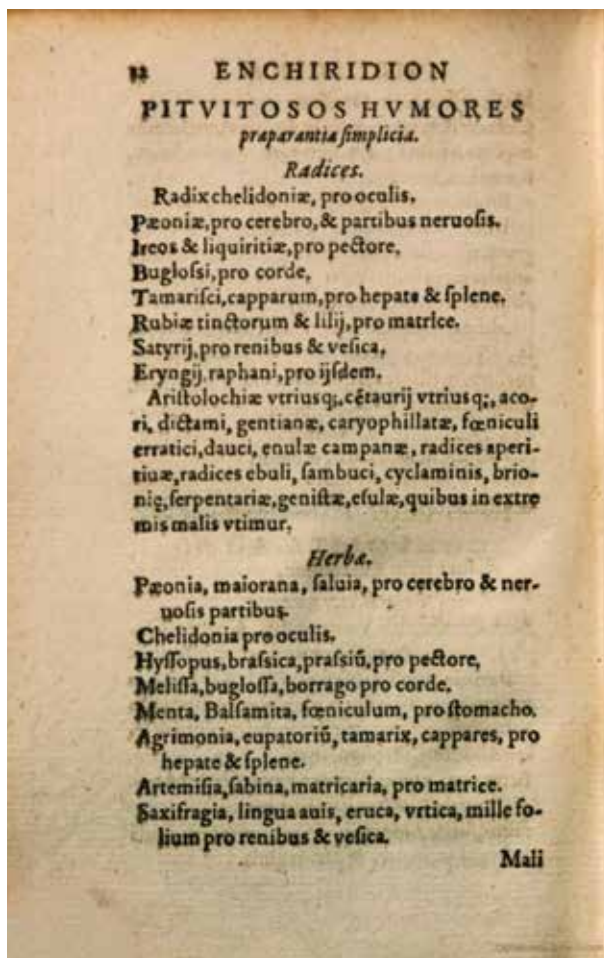 32 ENCHIRIDION
PITVITOSOS HVMORES
præparantia ſimplicia.
Radices.
Radix chelidoniæ, pro oculis.
Pæoniæ, pro cerebro, & partibus neruoſis.
Ireos & liquiritiæ, pro pectore,
Bugloſſi, pro corde,
Tamariſci, capparum, pro hepate & ſplene.
Rubiæ tinctorum & lilij, pro matrice.
Satyrij, pro renibus & veſica,
Eryngij, raphani, pro ijſdem.
Ariſtolochiæ vtriusq;, cẽtaurij vtriusq;, aco-
ri, dictami, gentianæ, caryophillatæ, fœniculi
erratici, dauci, enulæ campanæ, radices aperi-
tiuæ, radices ebuli, ſambuci, cyclaminis, brio-
nię, ſerpentariæ, geniſtæ, eſulæ, quibus in extre
mis malis vtimur.
Herbæ.
Pæonia, maiorana, ſaluia, pro cerebro & ner-
uoſis partibus.
Chelidonia pro oculis.
Hyſſopus, braſsica, praſsiũ, pro pectore,
Meliſſa, bugloſſa, borrago pro corde.
Menta, Balſamita, fœniculum, pro ſtomacho.
Agrimonia, eupatoriũ, tamarix, cappares, pro
hepate & ſplene.
Artemiſia, ſabina, matricaria, pro matrice.
Saxifragia, lingua auis, eruca, vrtica, mille fo-
lium pro renibus & veſica.
Mali